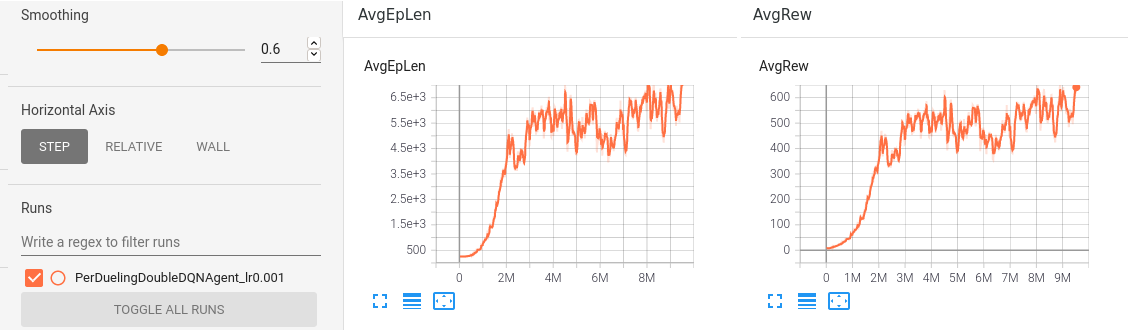 Smoothing
0.6
Horizontal Axis
STEP RELATIVE WALL
Runs
Write a regex to filter runs
PerDuelingDoubleDQNAgent_lr0.001
TOGGLE ALL RUNS
AvgEpLen
AvgEpLen
6.5e+3
5.5e+3
4.5e+3
3.5e+3
2.5e+3
1.5e+3
500
0 2M 4M 6M 8M
AvgRew
AvgRew
600
500
400
300
200
100
0
0 1M 2M 3M 4M 5M 6M 7M 8M 9M